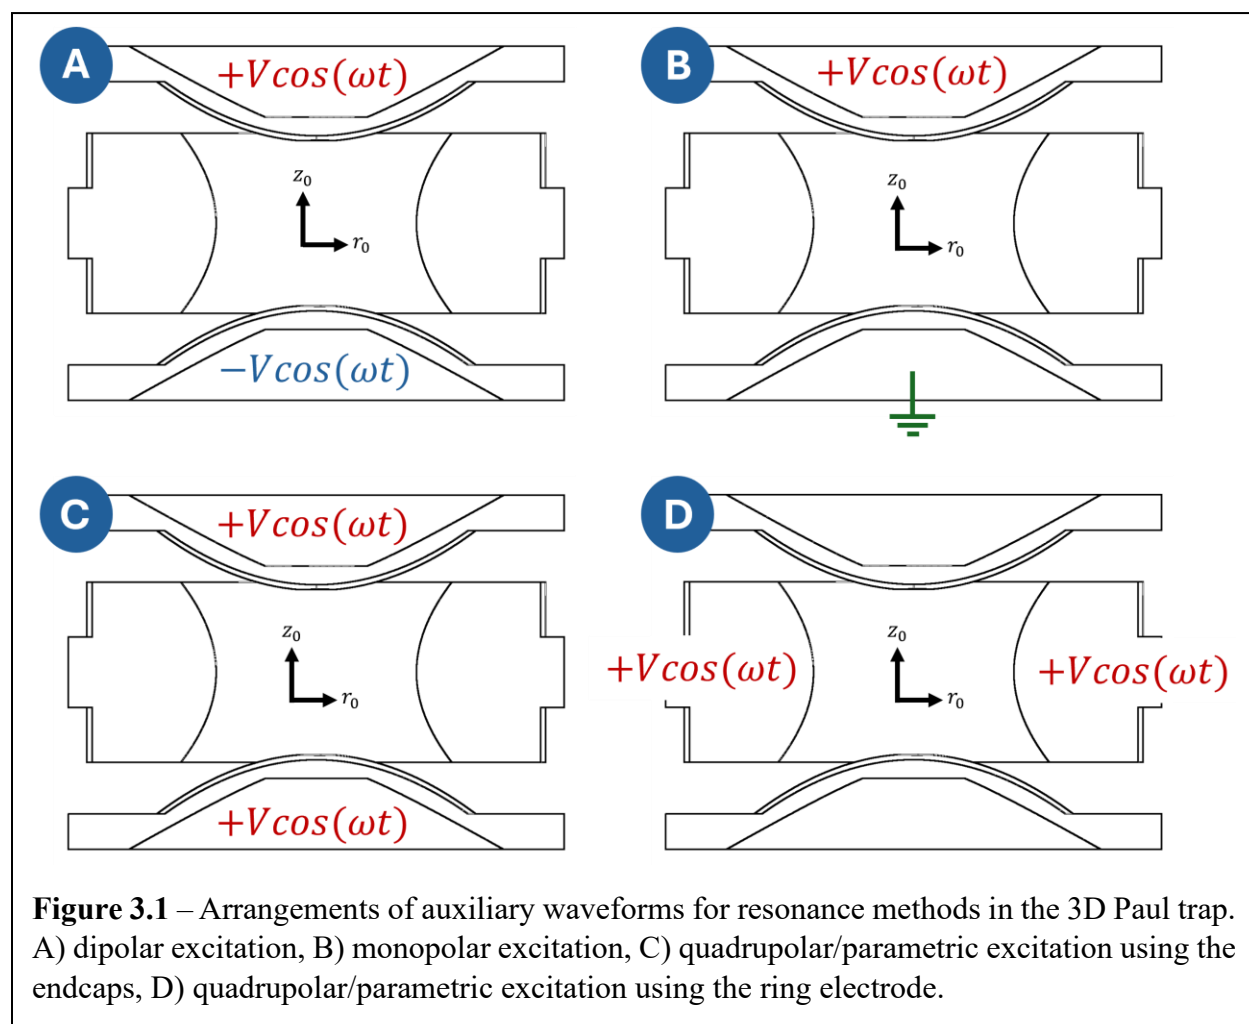 A
+Vcos(ωt)
z₀
r₀
−Vcos(ωt)
B
+Vcos(ωt)
z₀
r₀
C
+Vcos(ωt)
z₀
r₀
+Vcos(ωt)
D
z₀
+Vcos(ωt)
+Vcos(ωt)
r₀
Figure 3.1 – Arrangements of auxiliary waveforms for resonance methods in the 3D Paul trap.
A) dipolar excitation, B) monopolar excitation, C) quadrupolar/parametric excitation using the
endcaps, D) quadrupolar/parametric excitation using the ring electrode.